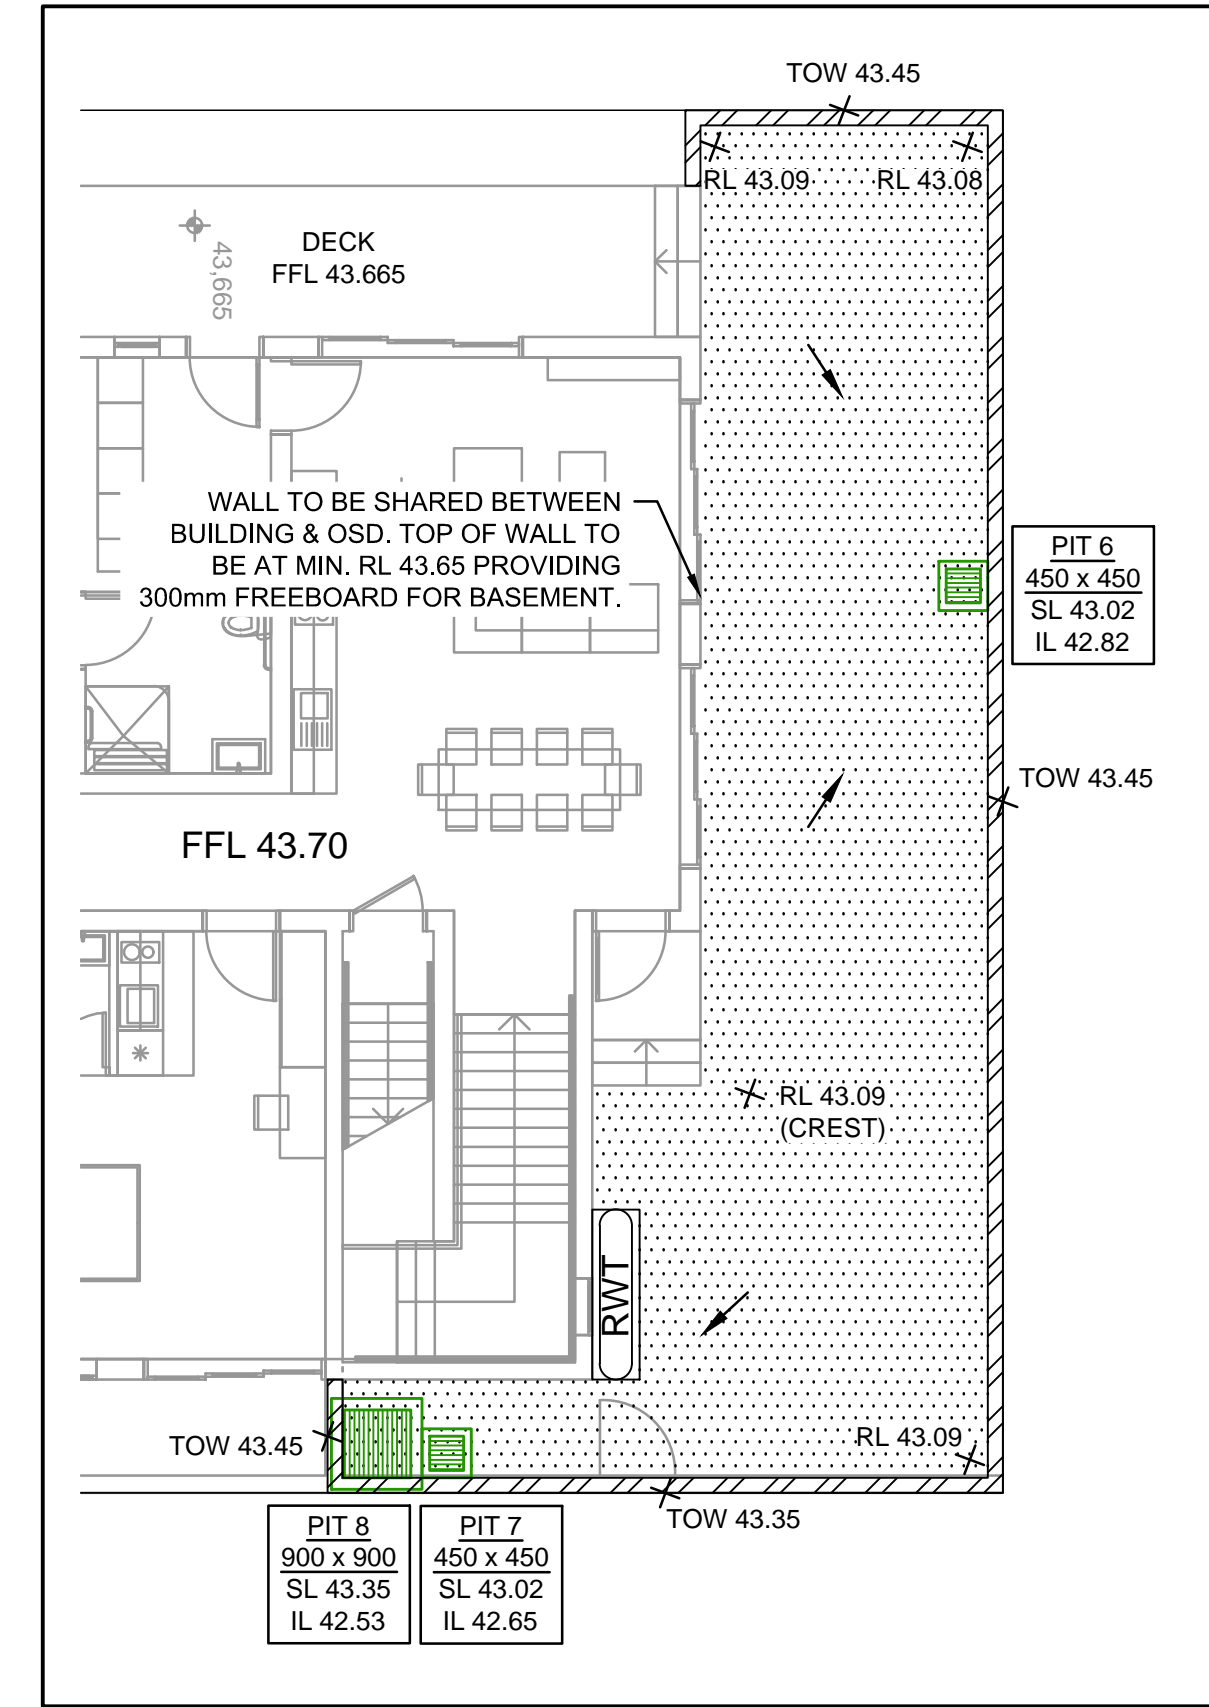 TOW 43.45
RL 43.09
RL 43.08
DECK
FFL 43.665
43,665
WALL TO BE SHARED BETWEEN
BUILDING & OSD. TOP OF WALL TO
BE AT MIN. RL 43.65 PROVIDING
300mm FREEBOARD FOR BASEMENT.
PIT 6
450 x 450
SL 43.02
IL 42.82
TOW 43.45
FFL 43.70
RL 43.09
(CREST)
RWT
TOW 43.45
RL 43.09
TOW 43.35
PIT 8
900 x 900
SL 43.35
IL 42.53
PIT 7
450 x 450
SL 43.02
IL 42.65